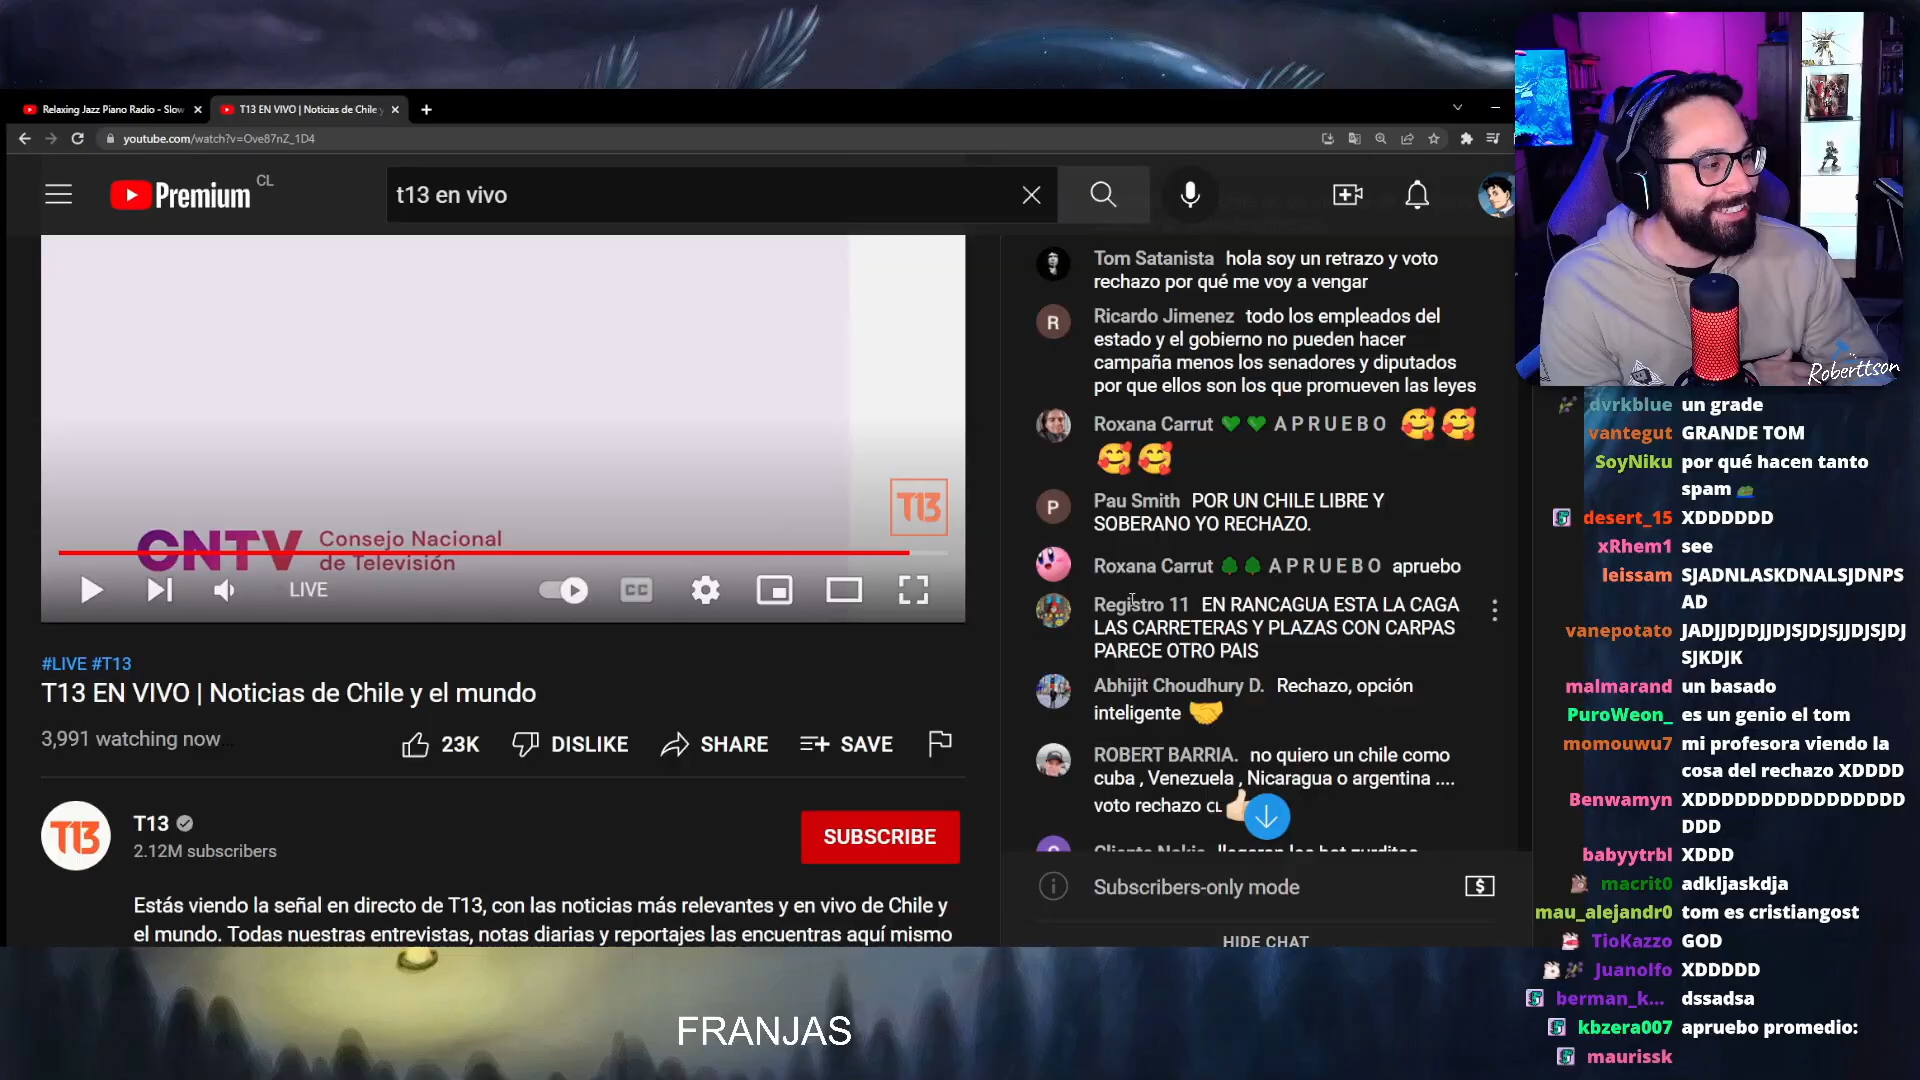 Relaxing Jazz Piano Radio - Slow
T13 EN VIVO | Noticias de Chile y
youtube.com/watch?v=Ove87nZ_1D4
Premium CL
t13 en vivo
T13
CNTV Consejo Nacional
de Televisión
LIVE
CC
#LIVE #T13
T13 EN VIVO | Noticias de Chile y el mundo
3,991 watching now
23K
DISLIKE
SHARE
SAVE
T13
T13
2.12M subscribers
SUBSCRIBE
Estás viendo la señal en directo de T13, con las noticias más relevantes y en vivo de Chile y
el mundo. Todas nuestras entrevistas, notas diarias y reportajes las encuentras aquí mismo
Tom Satanista hola soy un retrazo y voto
rechazo por qué me voy a vengar
R
Ricardo Jimenez todo los empleados del
estado y el gobierno no pueden hacer
campaña menos los senadores y diputados
por que ellos son los que promueven las leyes
Roxana Carrut 💚 💚 A P R U E B O 🥰🥰
🥰🥰
P
Pau Smith POR UN CHILE LIBRE Y
SOBERANO YO RECHAZO.
Roxana Carrut 🌳 🌳 A P R U E B O apruebo
Registro 11 EN RANCAGUA ESTA LA CAGA
LAS CARRETERAS Y PLAZAS CON CARPAS
PARECE OTRO PAIS
Abhijit Choudhury D. Rechazo, opción
inteligente 🤝
ROBERT BARRIA. no quiero un chile como
cuba , Venezuela , Nicaragua o argentina ....
voto rechazo CL 👍🏻
Subscribers-only mode
HIDE CHAT
Roberttson
dvrkblue un grade
vantegut GRANDE TOM
SoyNiku por qué hacen tanto
spam
desert_15 XDDDDDD
xRhem1 see
leissam SJADNLASKDNALSJDNPS
AD
vanepotato JADJJDJDJJDJSJDJSJJDJSJDJ
SJKDJK
malmarand un basado
PuroWeon_ es un genio el tom
momouwu7 mi profesora viendo la
cosa del rechazo XDDDD
Benwamyn XDDDDDDDDDDDDDDDDD
DDD
babyytrbl XDDD
macrit0 adkljaskdja
mau_alejandr0 tom es cristiangost
TioKazzo GOD
Juanolfo XDDDDD
berman_k... dssadsa
kbzera007 apruebo promedio:
maurissk
FRANJAS